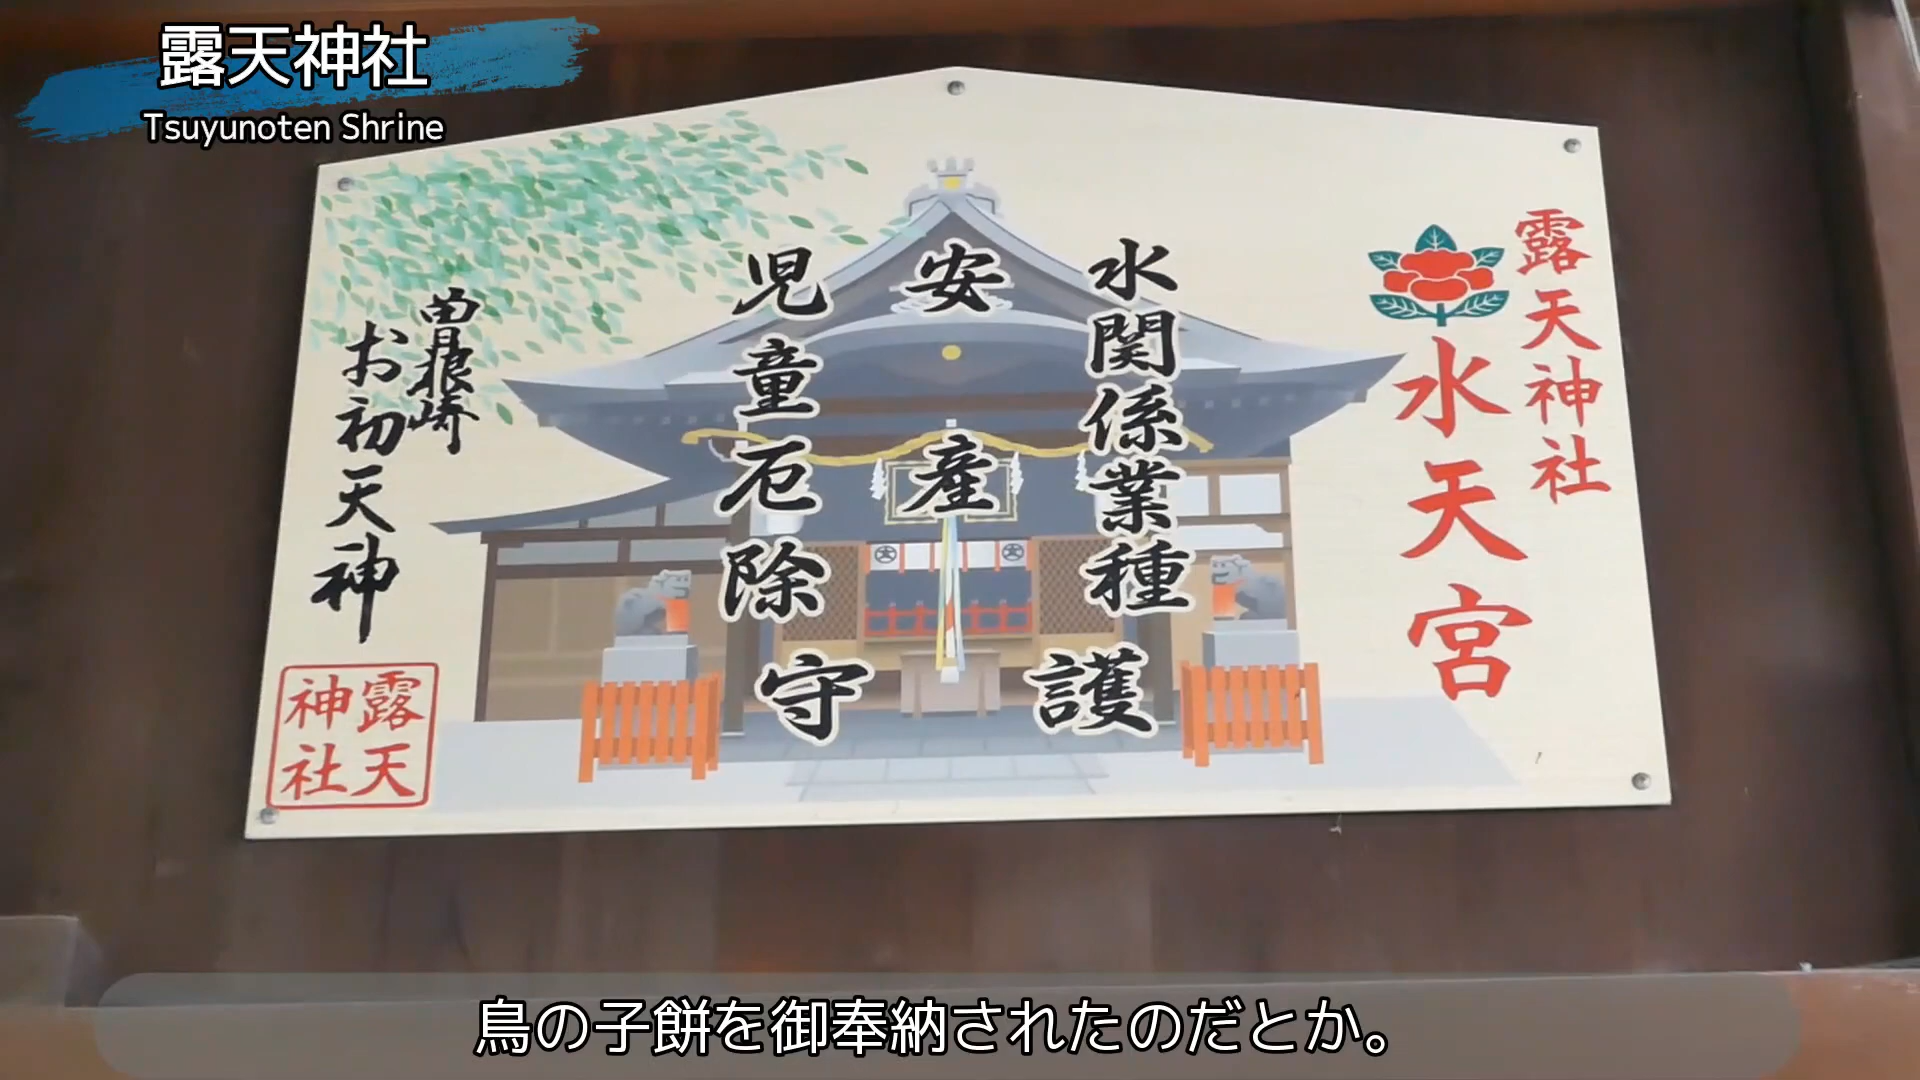 露天神社
Tsuyunoten Shrine
露天神社
水天宮
水関係業種
護
安産
児童厄除
守
曽根崎
お初天神
露天
神社
鳥の子餅を御奉納されたのだとか。